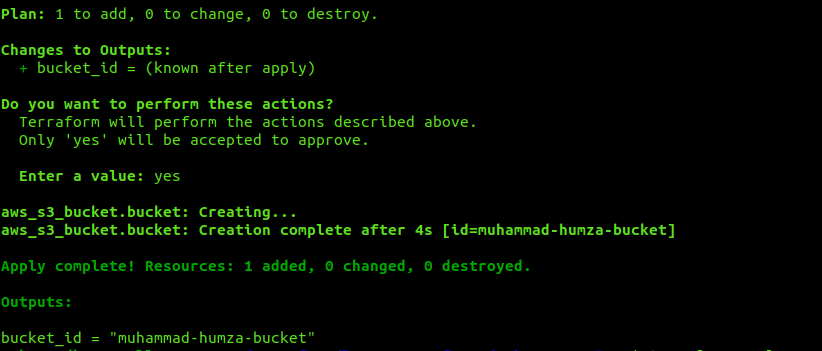 Plan: 1 to add, 0 to change, 0 to destroy.
Changes to Outputs:
+ bucket_id = (known after apply)
Do you want to perform these actions?
Terraform will perform the actions described above.
Only 'yes' will be accepted to approve.
Enter a value: yes
aws_s3_bucket.bucket: Creating...
aws_s3_bucket.bucket: Creation complete after 4s [id=muhammad-humza-bucket]
Apply complete! Resources: 1 added, 0 changed, 0 destroyed.
Outputs:
bucket_id = "muhammad-humza-bucket"